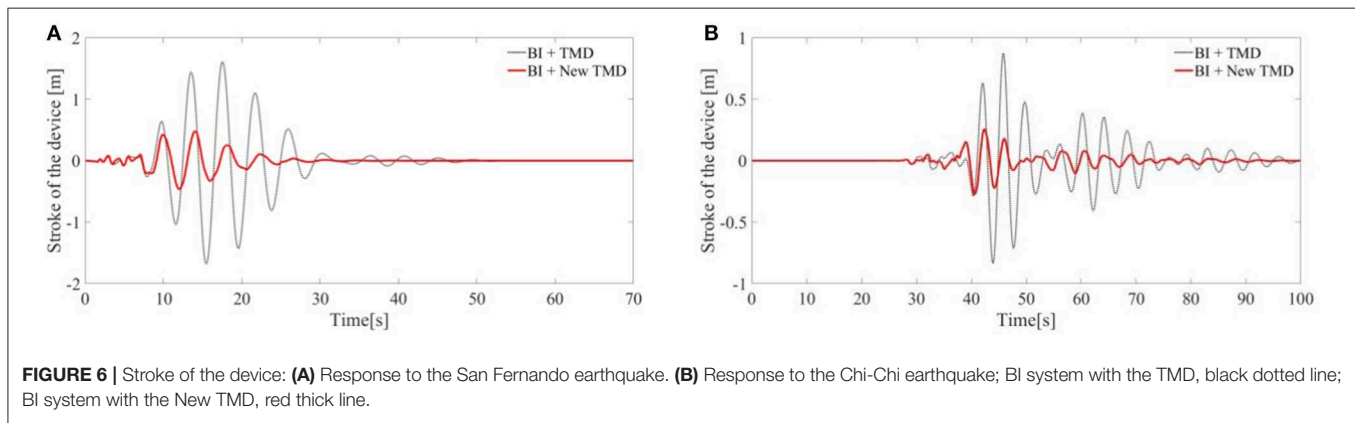 A
2
1
0
-1
-2
Stroke of the device [m]
BI + TMD
BI + New TMD
0 10 20 30 40 50 60 70
Time[s]
B
1
0.5
0
-0.5
-1
Stroke of the device [m]
BI + TMD
BI + New TMD
0 10 20 30 40 50 60 70 80 90 100
Time[s]
FIGURE 6 | Stroke of the device: (A) Response to the San Fernando earthquake. (B) Response to the Chi-Chi earthquake; BI system with the TMD, black dotted line;
BI system with the New TMD, red thick line.